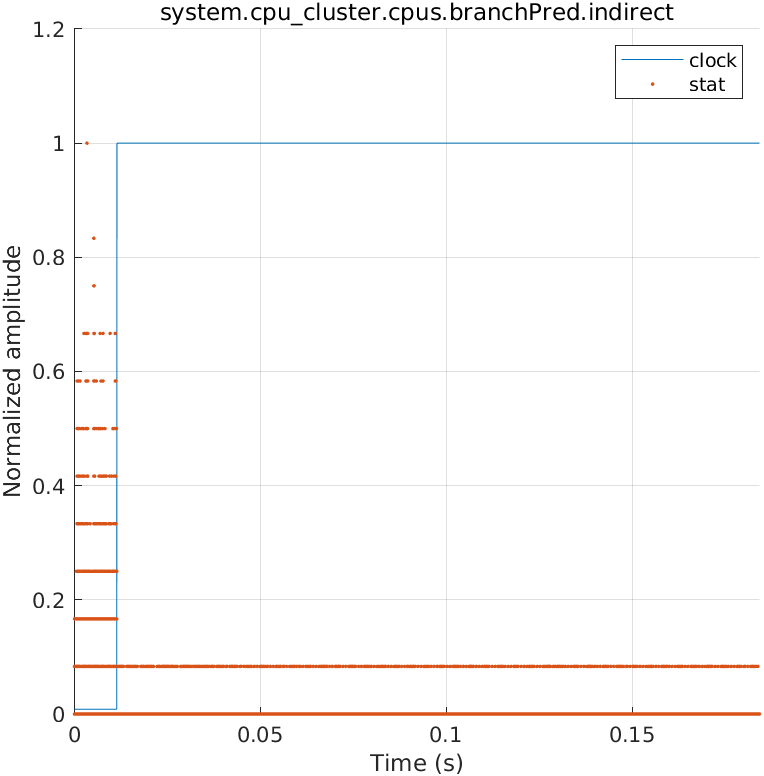 system.cpu_cluster.cpus.branchPred.indirect
1.2
clock
stat
1
0.8
Normalized amplitude
0.6
0.4
0.2
0
0
0.05
0.1
0.15
Time (s)